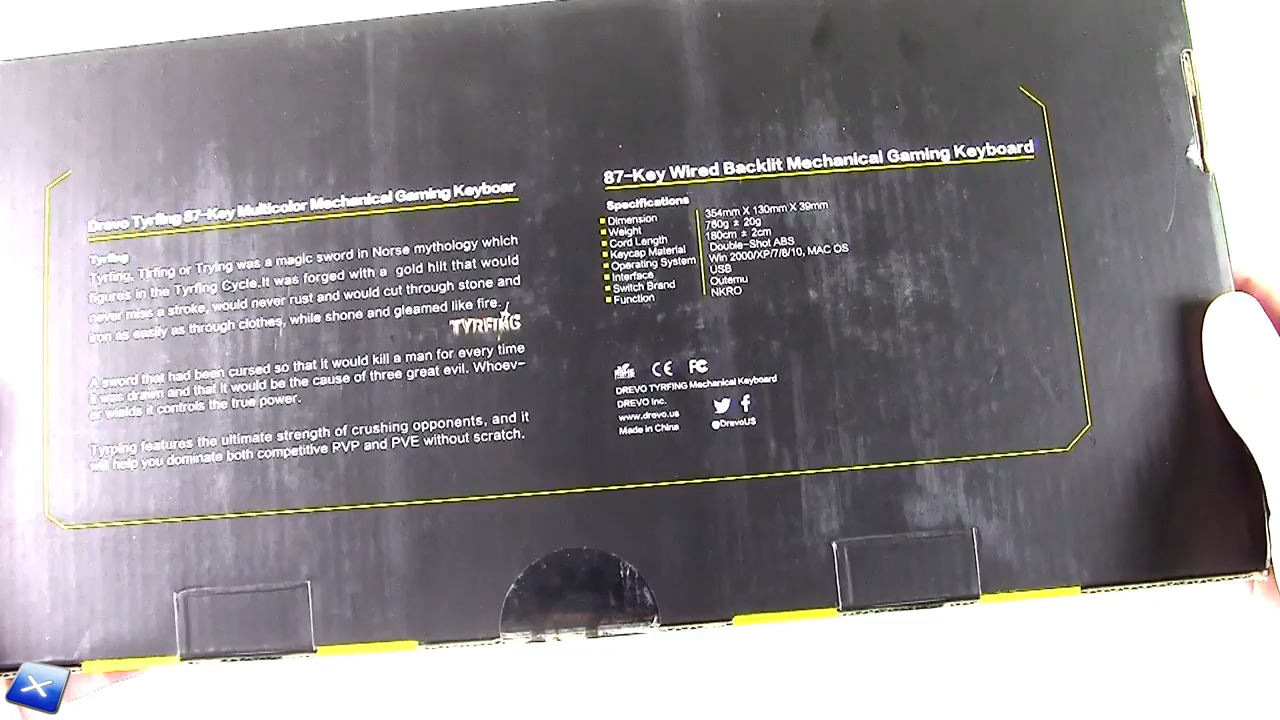 Drevo Tyrfing 87-Key Multicolor Mechanical Gaming Keyboar
Tyrfing
Tyrfing, Tirfing or Trying was a magic sword in Norse mythology which
figures in the Tyrfing Cycle.It was forged with a gold hilt that would
never miss a stroke, would never rust and would cut through stone and
iron as easily as through clothes, while shone and gleamed like fire.
TYRFING
A sword that had been cursed so that it would kill a man for every time
it was drawn and that it would be the cause of three great evil. Whoev-
er wields it controls the true power.
Tyrping features the ultimate strength of crushing opponents, and it
will help you dominate both competitive PVP and PVE without scratch.
87-Key Wired Backlit Mechanical Gaming Keyboard
Specifications
Dimension 354mm X 130mm X 39mm
Weight 760g ± 20g
Cord Length 180cm ± 2cm
Keycap Material Double-Shot ABS
Operating System Win 2000/XP/7/8/10, MAC OS
Interface USB
Switch Brand Outemu
Function NKRO
CE FC
DREVO TYRFING Mechanical Keyboard
DREVO Inc.
www.drevo.us
Made in China
@DrevoUS